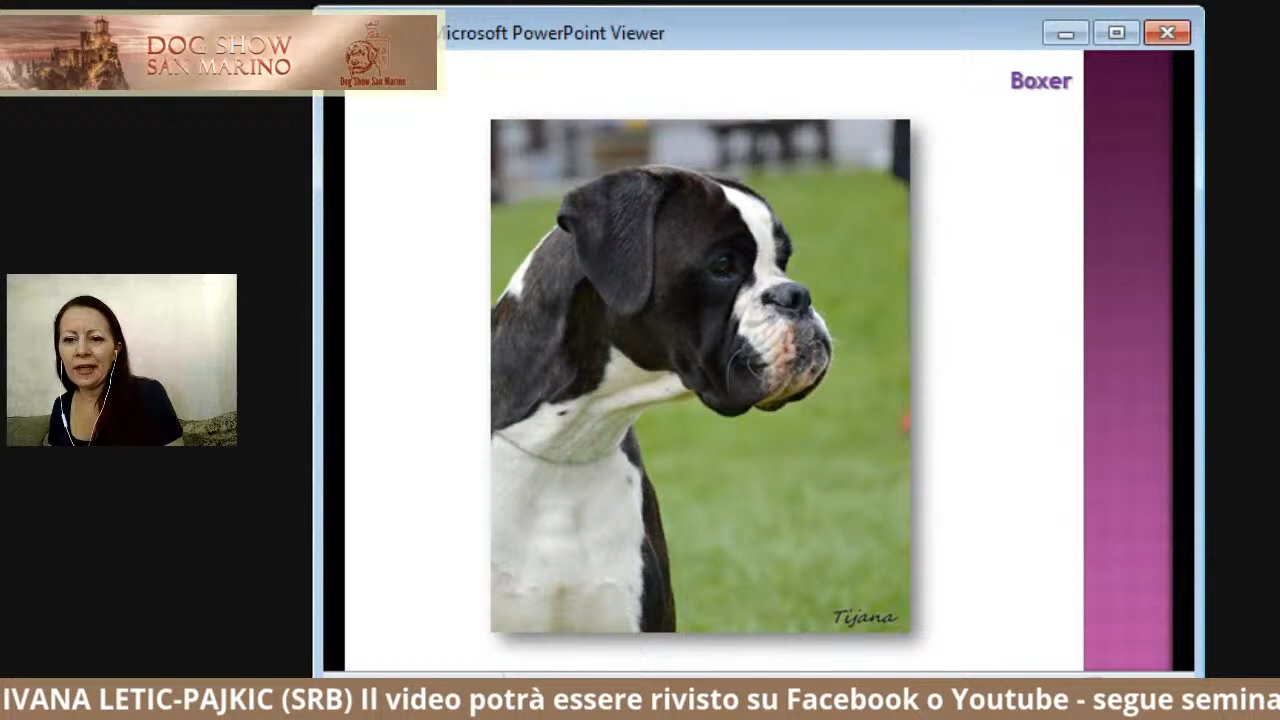 DOG SHOW
SAN MARINO
Dog Show San Marino
icrosoft PowerPoint Viewer
Boxer
Tijana
IVANA LETIC-PAJKIC (SRB) Il video potrà essere rivisto su Facebook o Youtube - segue semina